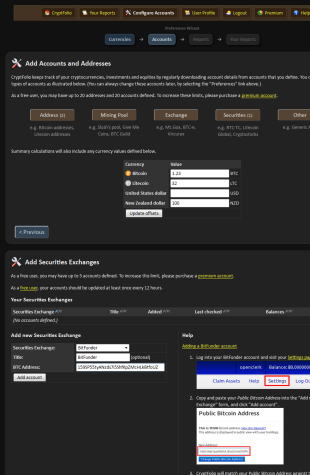 CryptFolio
Your Reports
Configure Accounts
User Profile
Logout
Premium
Help
Preference Wizard
Currencies → Accounts → Reports → Your Reports
Add Accounts and Addresses
CryptFolio keeps track of your cryptocurrencies, investments and equities by regularly downloading account details from accounts that you define. You
types of accounts as illustrated below. (You can always change these accounts later, by selecting the "Preference" link above.)
As a free user, you may have up to 20 addresses and 20 accounts defined. To increase these limits, please purchase a premium account.
Address (2)
Mining Pool
Exchange
Securities (1)
Other
e.g. Bitcoin addresses,
Litecoin addresses
e.g. Slush's pool, Give Me
Coins, BTC Guild
e.g. Mt.Gox, BTC-e,
Vircurex
e.g. BTC-TC, Litecoin
Global, Cryptostocks
e.g. Generic
Summary calculations will also include any currency values defined below.
Currency Value
Bitcoin 1.23 BTC
Litecoin 32 LTC
United States dollar USD
New Zealand dollar 100 NZD
Update offsets
< Previous
Add Securities Exchanges
As a free user, you may have up to 5 accounts defined. To increase this limit, please purchase a premium account.
As a free user, your accounts should be updated at least once every 12 hours.
Your Securities Exchanges
Securities Exchange Title Added Last checked Balances
(No accounts defined.)
Add new Securities Exchange
Securities Exchange: BitFunder
Title: BitFunder (optional)
BTC Address:
Add account
Help
Adding a BitFunder account
1. Log into your BitFunder account and visit your Settings
openclerk Balance:
Claim Assets Help Settings Log
2. Copy and paste your Public Bitcoin Address into the "Add
Exchange" form, and click "Add account".
Public Bitcoin Address
Change Public Bitcoin Address
3. CryptFolio will match your Public Bitcoin Address against